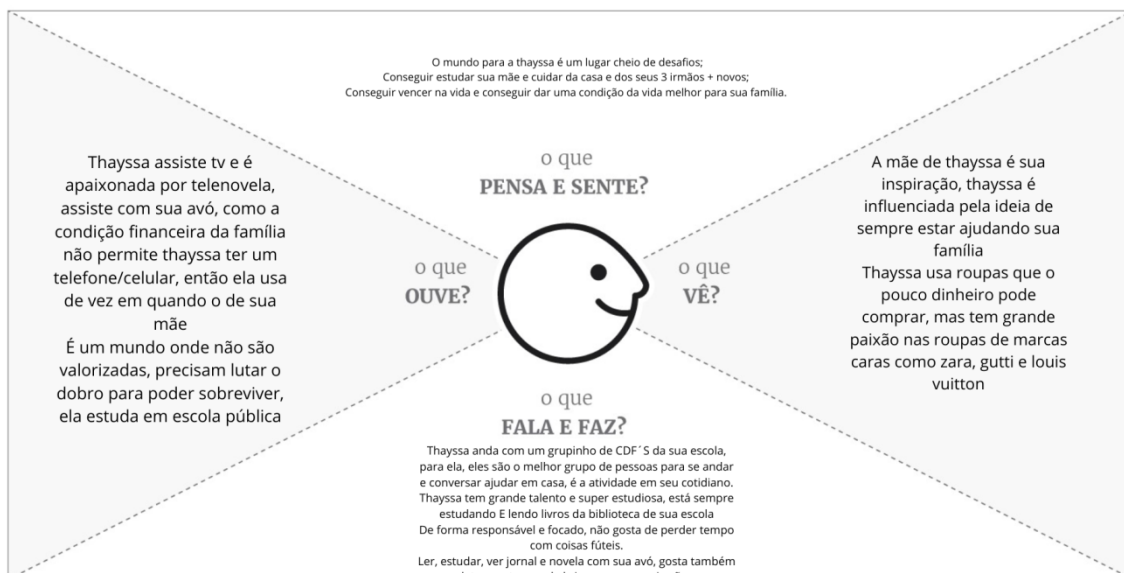 O mundo para a thayssa é um lugar cheio de desafios;
Conseguir estudar sua mãe e cuidar da casa e dos seus 3 irmãos + novos;
Conseguir vencer na vida e conseguir dar uma condição da vida melhor para sua família.
o que
PENSA E SENTE?
Thayssa assiste tv e é
apaixonada por telenovela,
assiste com sua avó, como a
condição financeira da família
não permite thayssa ter um
telefone/celular, então ela usa
de vez em quando o de sua
mãe
É um mundo onde não são
valorizadas, precisam lutar o
dobro para poder sobreviver,
ela estuda em escola pública
o que
OUVE?
o que
VÊ?
A mãe de thayssa é sua
inspiração, thayssa é
influenciada pela ideia de
sempre estar ajudando sua
família
Thayssa usa roupas que o
pouco dinheiro pode
comprar, mas tem grande
paixão nas roupas de marcas
caras como zara, gutti e louis
vuitton
o que
FALA E FAZ?
Thayssa anda com um grupinho de CDF´S da sua escola,
para ela, eles são o melhor grupo de pessoas para se andar
e conversar ajudar em casa, é a atividade em seu cotidiano.
Thayssa tem grande talento e super estudiosa, está sempre
estudando E lendo livros da biblioteca de sua escola
De forma responsável e focado, não gosta de perder tempo
com coisas fúteis.
Ler, estudar, ver jornal e novela com sua avó, gosta também